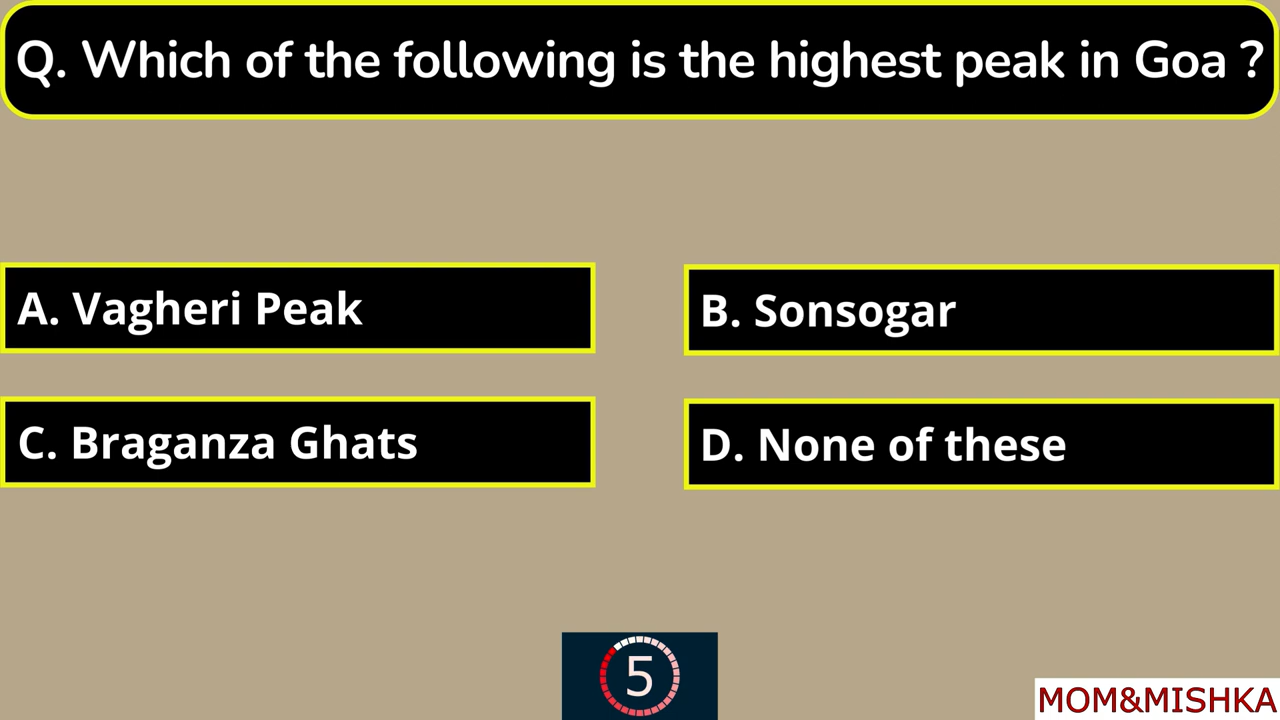 Q. Which of the following is the highest peak in Goa ?
A. Vagheri Peak
B. Sonsogar
C. Braganza Ghats
D. None of these
5
MOM&MISHKA